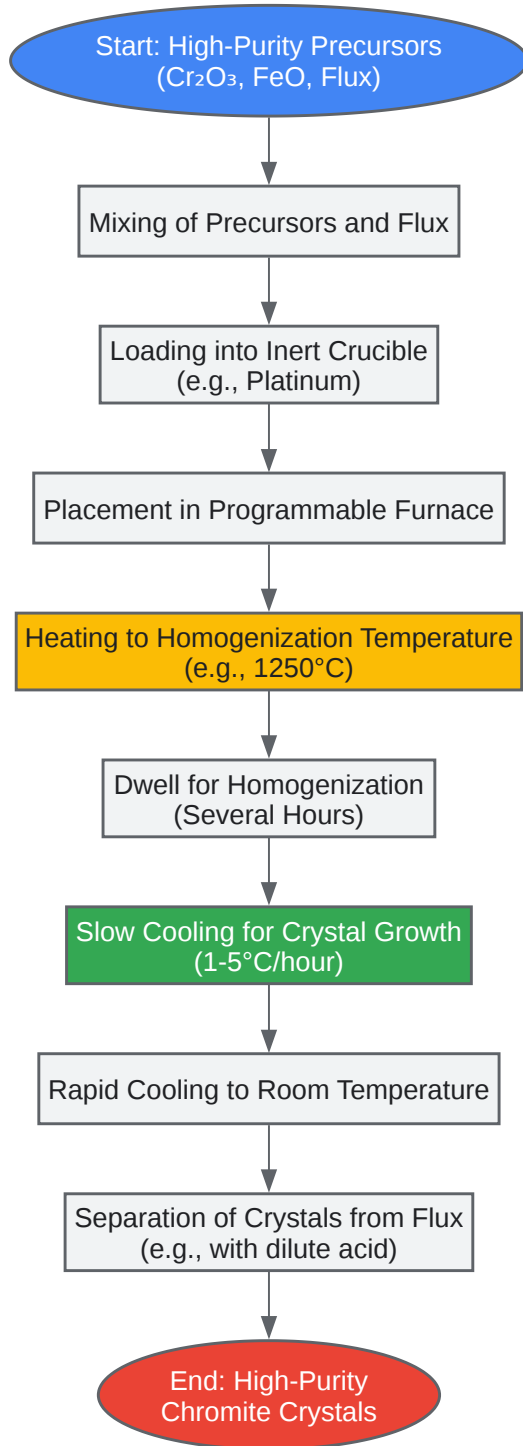 Start: High-Purity Precursors
(Cr₂O₃, FeO, Flux)
Mixing of Precursors and Flux
Loading into Inert Crucible
(e.g., Platinum)
Placement in Programmable Furnace
Heating to Homogenization Temperature
(e.g., 1250°C)
Dwell for Homogenization
(Several Hours)
Slow Cooling for Crystal Growth
(1-5°C/hour)
Rapid Cooling to Room Temperature
Separation of Crystals from Flux
(e.g., with dilute acid)
End: High-Purity
Chromite Crystals